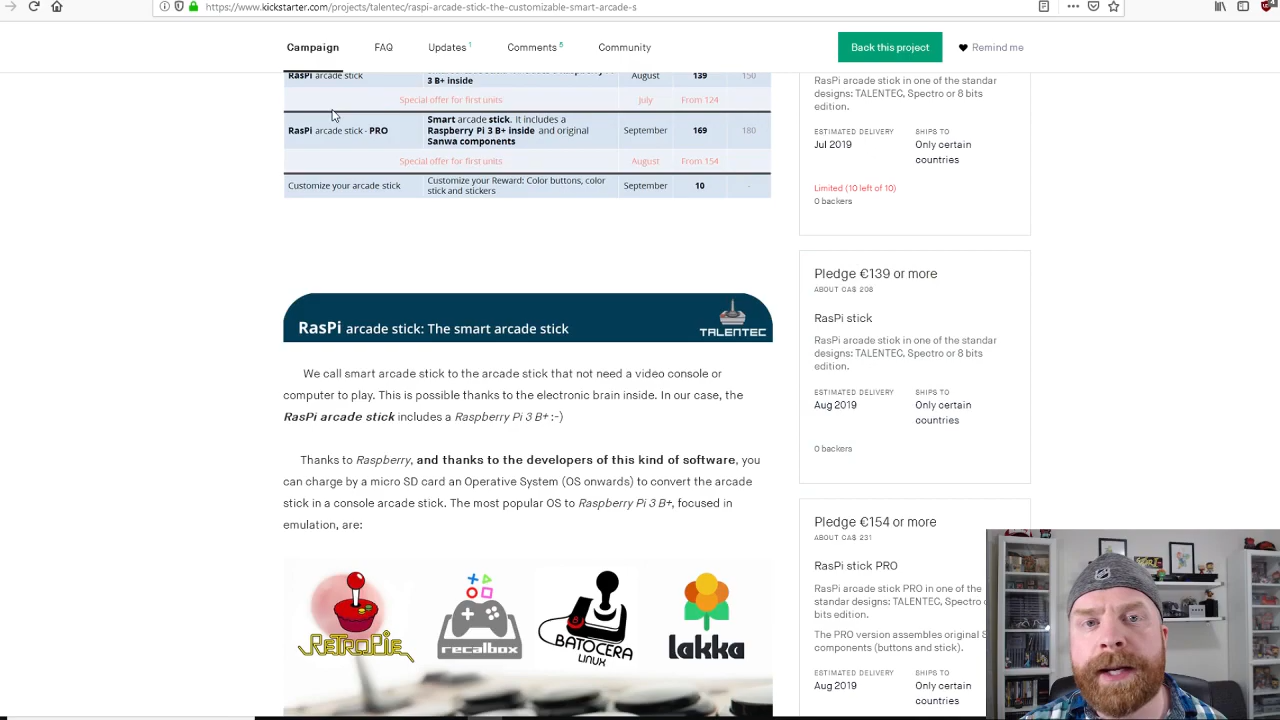 https://www.kickstarter.com/projects/talentec/raspi-arcade-stick-the-customizable-smart-arcade-s
Campaign
FAQ
Updates 1
Comments 6
Community
Back this project
Remind me
RasPi arcade stick
3 B+ inside
August
139
150
Special offer for first units
July
From 124
RasPi arcade stick - PRO
Smart arcade stick. It includes a
Raspberry Pi 3 B+ inside and original
Sanwa components
September
169
180
Special offer for first units
August
From 154
Customize your arcade stick
Customize your Reward: Color buttons, color
stick and stickers
September
10
-
RasPi arcade stick: The smart arcade stick
TALENTEC
We call smart arcade stick to the arcade stick that not need a video console or
computer to play. This is possible thanks to the electronic brain inside. In our case, the
RasPi arcade stick includes a Raspberry Pi 3 B+ :-)
Thanks to Raspberry, and thanks to the developers of this kind of software, you
can charge by a micro SD card an Operative System (OS onwards) to convert the arcade
stick in a console arcade stick. The most popular OS to Raspberry Pi 3 B+, focused in
emulation, are:
RETROPIE
recalbox
BATOCERA
LINUX
lakka
RasPi arcade stick in one of the standar
designs: TALENTEC, Spectro or 8 bits
edition.
ESTIMATED DELIVERY
SHIPS TO
Jul 2019
Only certain
countries
Limited (10 left of 10)
0 backers
Pledge €139 or more
ABOUT CA$ 208
RasPi stick
RasPi arcade stick in one of the standar
designs: TALENTEC, Spectro or 8 bits
edition.
ESTIMATED DELIVERY
SHIPS TO
Aug 2019
Only certain
countries
0 backers
Pledge €154 or more
ABOUT CA$ 231
RasPi stick PRO
RasPi arcade stick PRO in one of the
standar designs: TALENTEC, Spectro o
bits edition.
The PRO version assembles original S
components (buttons and stick).
ESTIMATED DELIVERY
SHIPS TO
Aug 2019
Only certain
countries